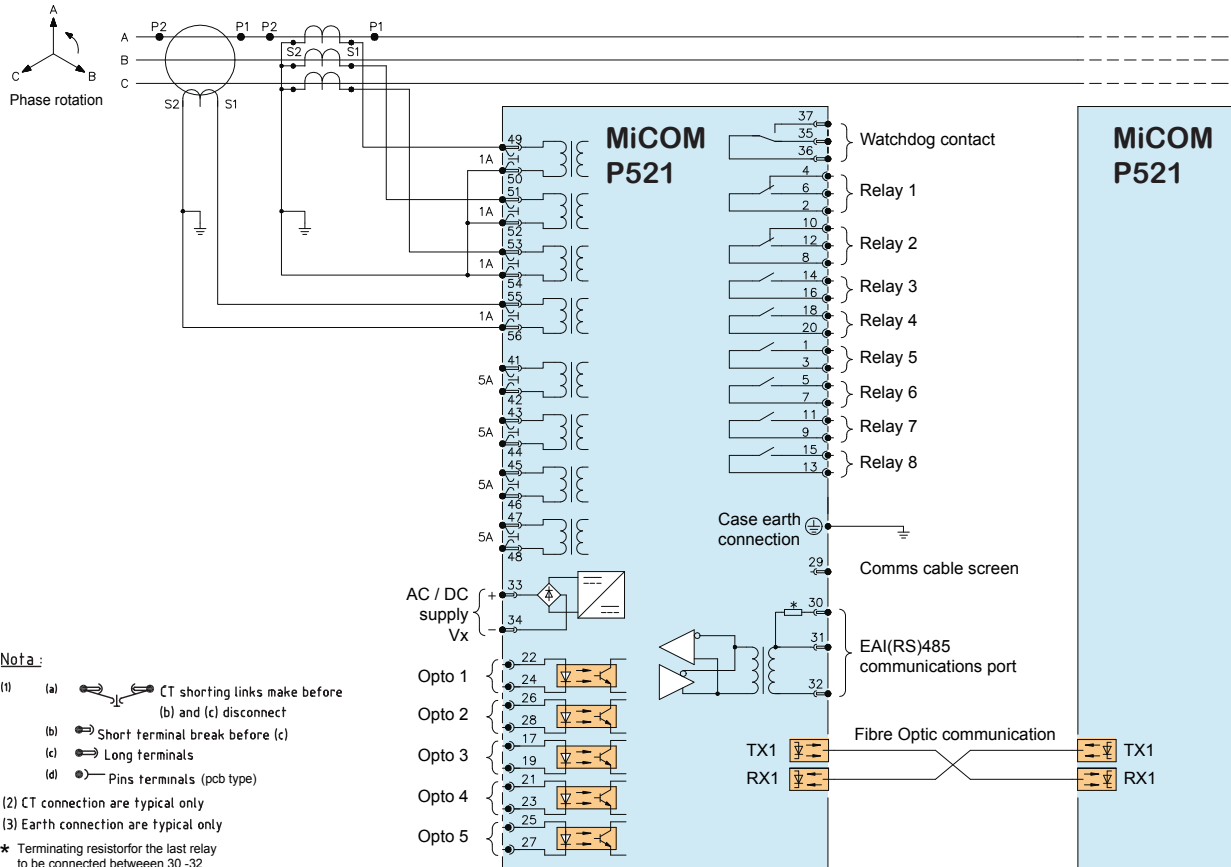 A
C
B
Phase rotation
A
B
C
P2
P1
P2
P1
S2
S1
S2
S1
MiCOM
P521
MiCOM
P521
49
1A
50
51
1A
52
53
1A
54
55
1A
56
41
5A
42
43
5A
44
45
5A
46
47
5A
48
37
35
36
Watchdog contact
4
6
2
Relay 1
10
12
8
Relay 2
14
16
Relay 3
18
20
Relay 4
1
3
Relay 5
5
7
Relay 6
11
9
Relay 7
15
13
Relay 8
Case earth
connection
29
Comms cable screen
AC / DC
supply
Vx
+
33
–
34
* 30
31
32
EAI(RS)485
communications port
Opto 1
22
24
Opto 2
26
28
Opto 3
17
19
Opto 4
21
23
Opto 5
25
27
Fibre Optic communication
TX1
RX1
TX1
RX1
Nota :
(1) (a) CT shorting links make before
(b) and (c) disconnect
(b) Short terminal break before (c)
(c) Long terminals
(d) Pins terminals (pcb type)
(2) CT connection are typical only
(3) Earth connection are typical only
* Terminating resistorfor the last relay
to be connected betweeen 30 -32